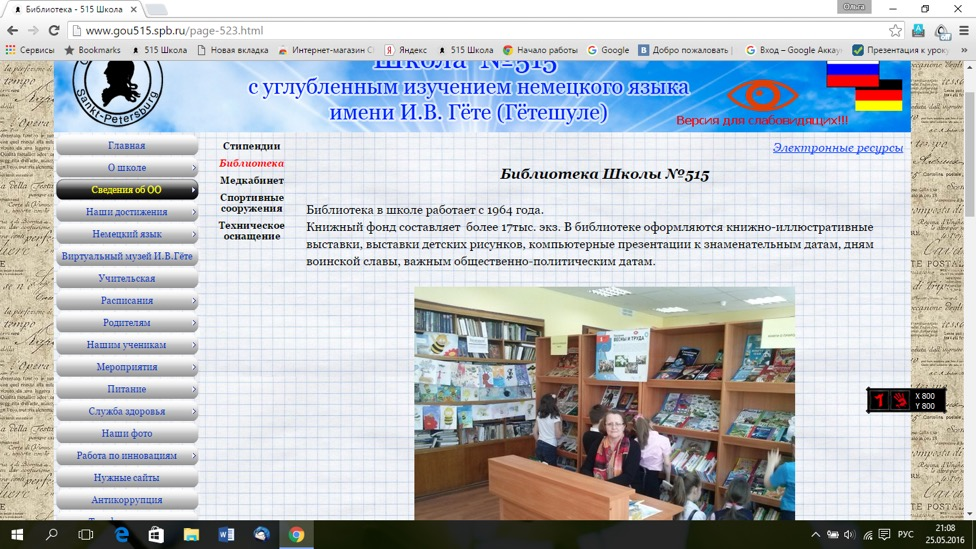 Библиотека - 515 Школа
Ольга
www.gou515.spb.ru/page-523.html
Сервисы
Bookmarks
515 Школа
Новая вкладка
Интернет-магазин
Яндекс
515 Школа
Начало работы
Google
Добро пожаловать
Вход – Google Аккау
Презентация к уроку
Школа №515
с углубленным изучением немецкого языка
имени И.В. Гёте (Гётешуле)
Sankt-Petersburg
Версия для слабовидящих!!!
Главная
О школе
Сведения об ОО
Наши достижения
Немецкий язык
Виртуальный музей И.В.Гёте
Учительская
Расписания
Родителям
Нашим ученикам
Мероприятия
Питание
Служба здоровья
Наши фото
Работа по инновациям
Нужные сайты
Антикоррупция
Стипендии
Библиотека
Медкабинет
Спортивные
сооружения
Техническое
оснащение
Электронные ресурсы
Библиотека Школы №515
Библиотека в школе работает с 1964 года.
Книжный фонд составляет более 17тыс. экз. В библиотеке оформляются книжно-иллюстративные
выставки, выставки детских рисунков, компьютерные презентации к знаменательным датам, дням
воинской славы, важным общественно-политическим датам.
ВЕСНЫ И ТРУДА
X 800
Y 800
РУС
21:08
25.05.2016